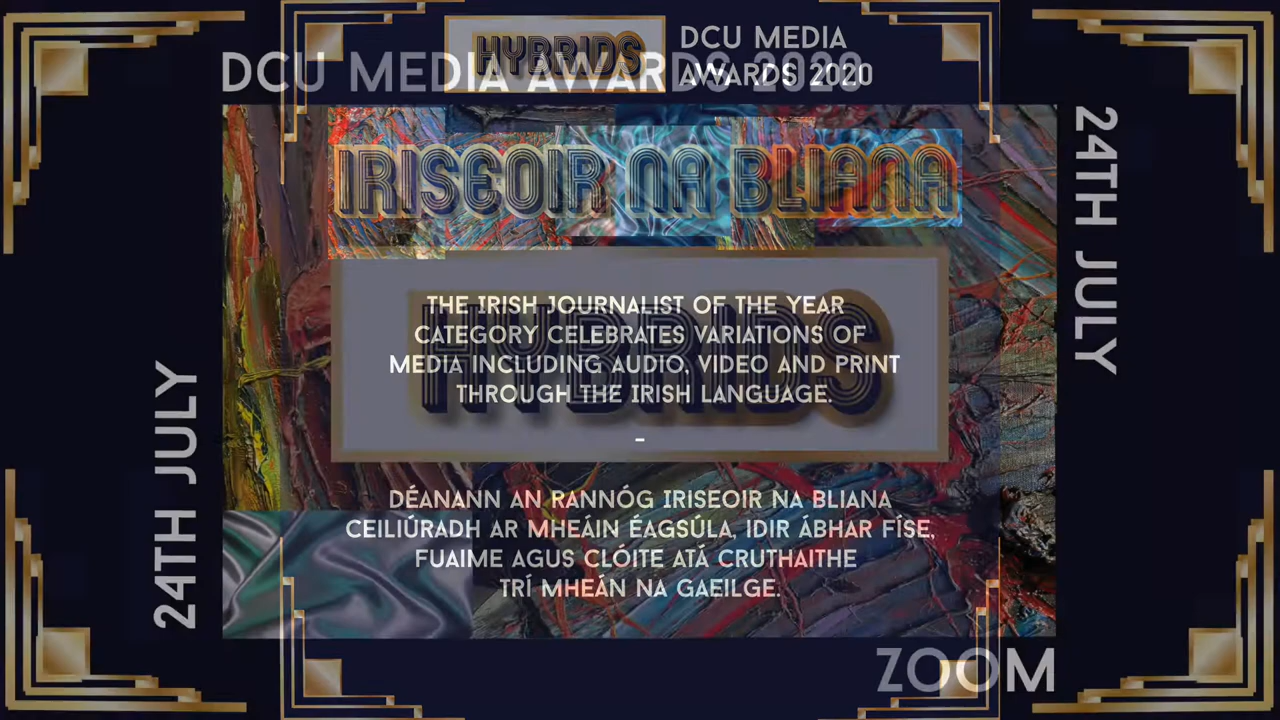 HYBRIDS
DCU MEDIA
AWARDS 2020
DCU MEDIA AWARDS 2020
IRISEOIR NA BLIANA
HYBRIDS
THE IRISH JOURNALIST OF THE YEAR
CATEGORY CELEBRATES VARIATIONS OF
MEDIA INCLUDING AUDIO, VIDEO AND PRINT
THROUGH THE IRISH LANGUAGE.
-
DÉANANN AN RANNÓG IRISEOIR NA BLIANA
CEILIÚRADH AR MHEÁIN ÉAGSÚLA, IDIR ÁBHAR FÍSE,
FUAIME AGUS CLÓITE ATÁ CRUTHAITHE
TRÍ MHEÁN NA GAEILGE.
24TH JULY
24TH JULY
ZOOM